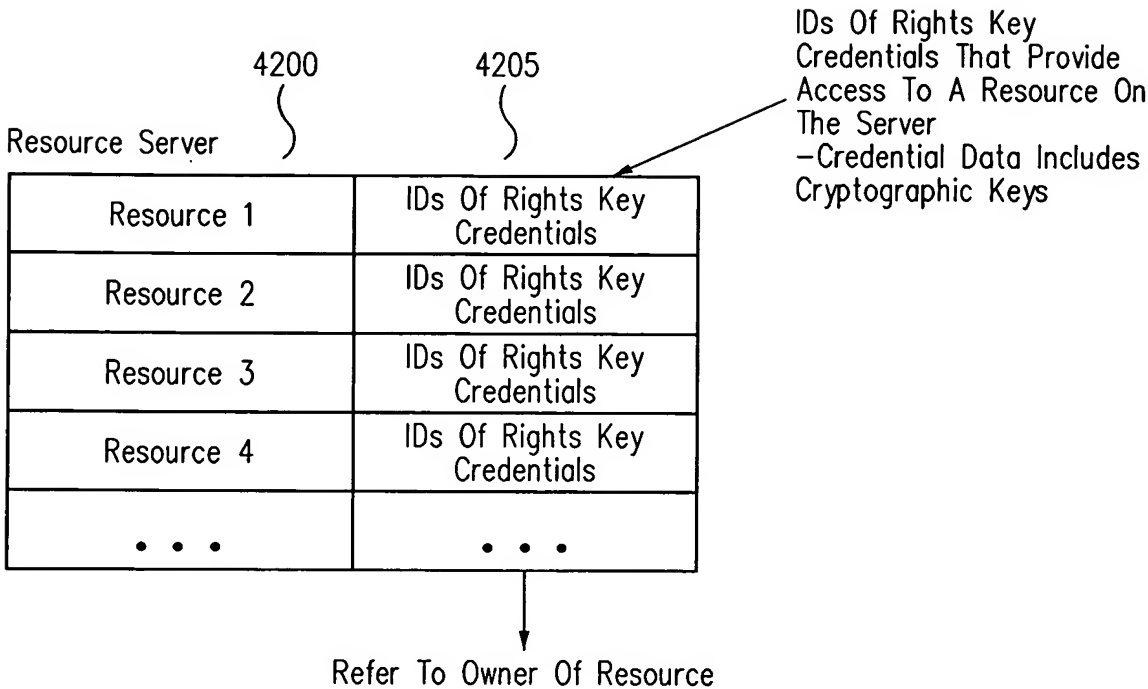 4200
4205
IDs Of Rights Key
Credentials That Provide
Access To A Resource On
The Server
–Credential Data Includes
Cryptographic Keys
Resource Server
Resource 1
IDs Of Rights Key
Credentials
Resource 2
IDs Of Rights Key
Credentials
Resource 3
IDs Of Rights Key
Credentials
Resource 4
IDs Of Rights Key
Credentials
• • •
• • •
Refer To Owner Of Resource